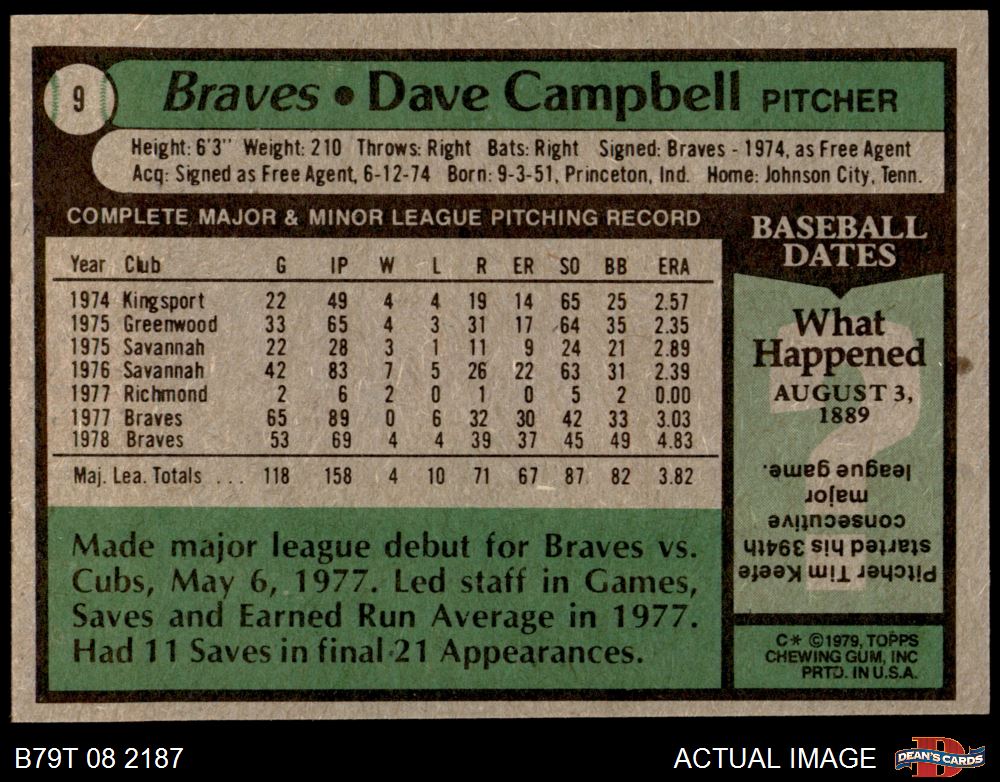 9
Braves • Dave Campbell PITCHER
Height: 6'3" Weight: 210 Throws: Right Bats: Right Signed: Braves - 1974, as Free Agent
Acq: Signed as Free Agent, 6-12-74 Born: 9-3-51, Princeton, Ind. Home: Johnson City, Tenn.
COMPLETE MAJOR & MINOR LEAGUE PITCHING RECORD
Year Club G IP W L R ER SO BB ERA
1974 Kingsport 22 49 4 4 19 14 65 25 2.57
1975 Greenwood 33 65 4 3 31 17 64 35 2.35
1975 Savannah 22 28 3 1 11 9 24 21 2.89
1976 Savannah 42 83 7 5 26 22 63 31 2.39
1977 Richmond 2 6 2 0 1 0 5 2 0.00
1977 Braves 65 89 0 6 32 30 42 33 3.03
1978 Braves 53 69 4 4 39 37 45 49 4.83
Maj. Lea. Totals ... 118 158 4 10 71 67 87 82 3.82
Made major league debut for Braves vs.
Cubs, May 6, 1977. Led staff in Games,
Saves and Earned Run Average in 1977.
Had 11 Saves in final 21 Appearances.
BASEBALL
DATES
What
Happened
AUGUST 3,
1889
?
Pitcher Tim Keefe
started his 394th
consecutive
major
league game.
C* ©1979, TOPPS
CHEWING GUM, INC
PRTD. IN U.S.A.
B79T 08 2187
ACTUAL IMAGE
D
DEAN'S CARDS